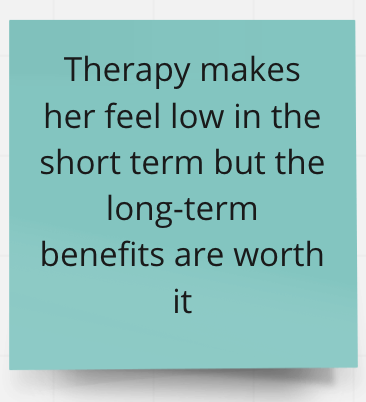 Therapy makes
her feel low in the
short term but the
long-term
benefits are worth
it